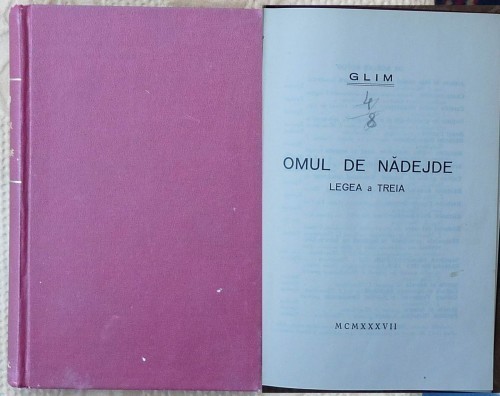 GLIM
4/8
OMUL DE NĂDEJDE
LEGEA a TREIA
MCMXXXVII